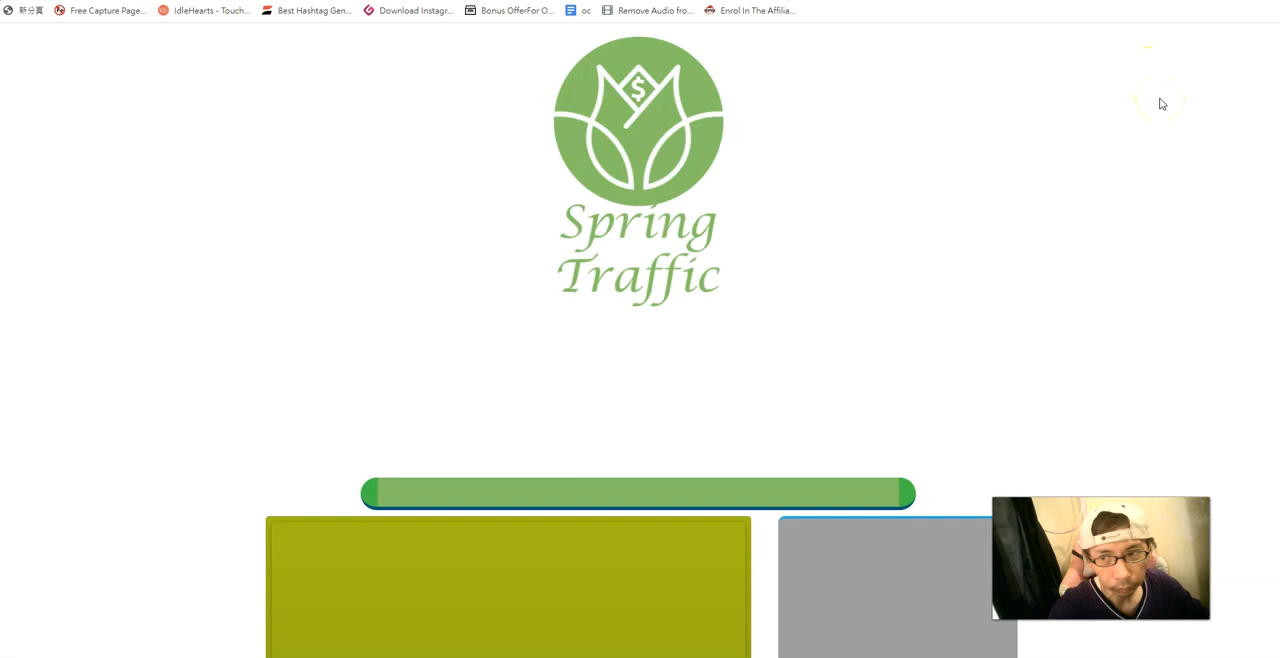 新分頁 Free Capture Page... IdleHearts - Touch... Best Hashtag Gen... Download Instagr... Bonus OfferFor O... oc Remove Audio fro... Enrol In The Affilia...
$
Spring
Traffic